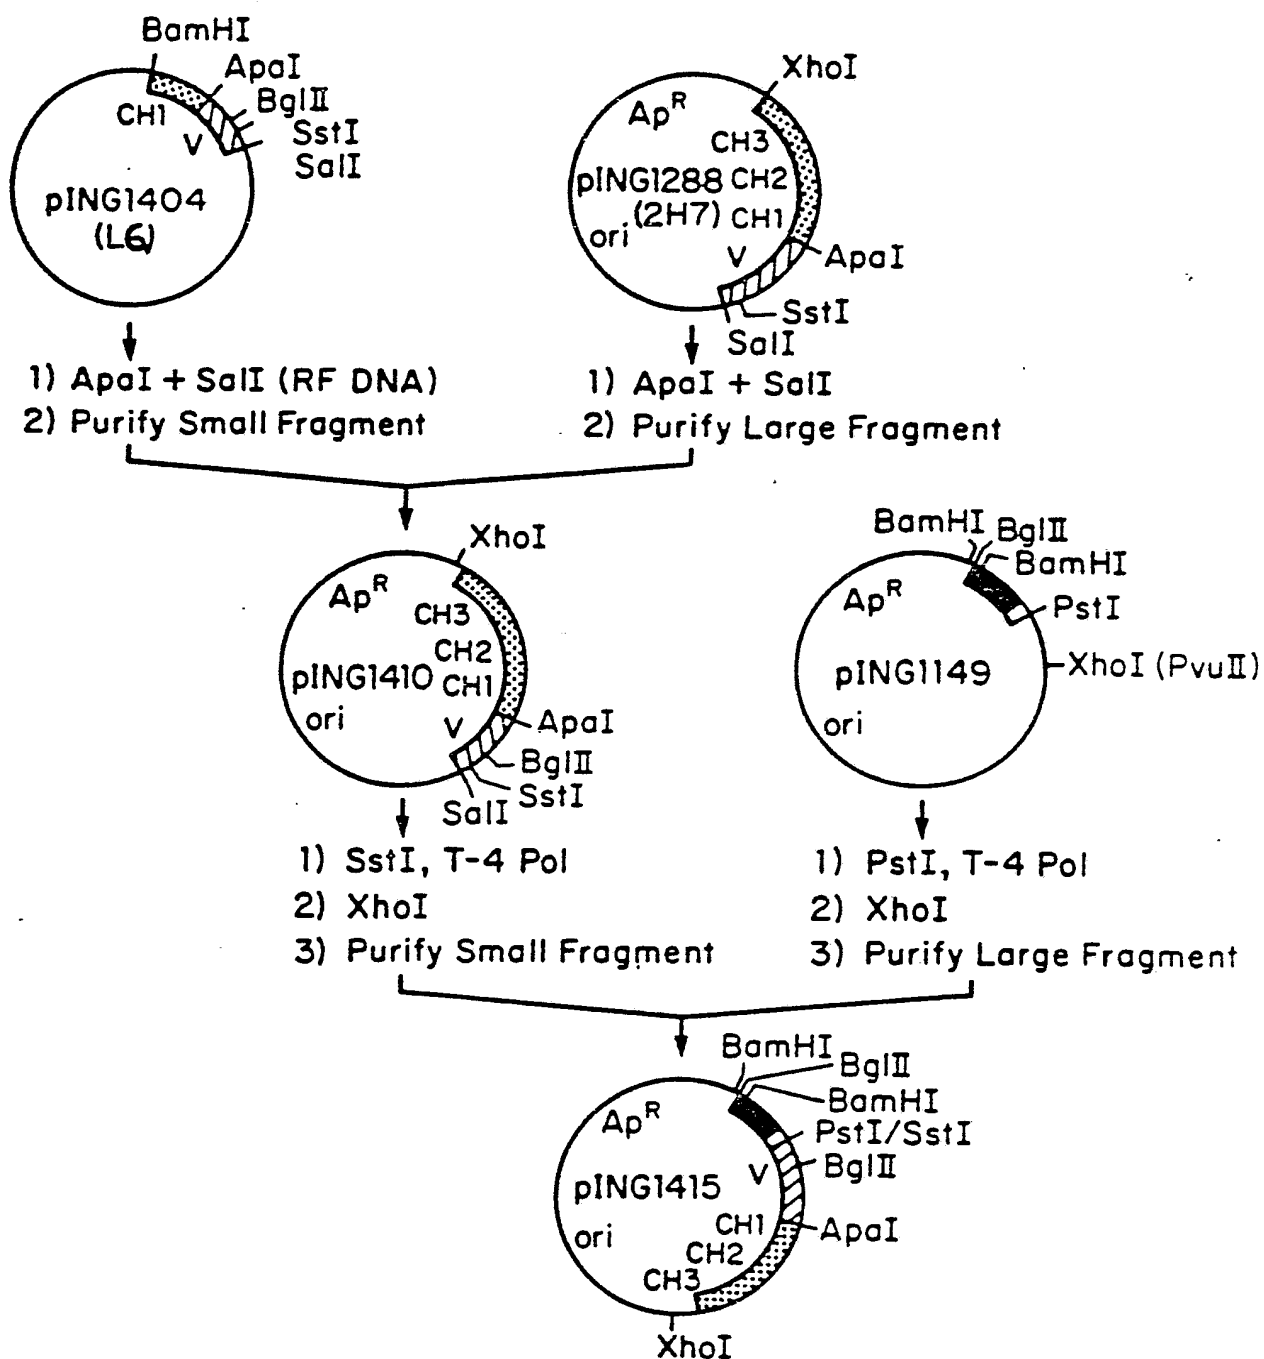 BamHI
ApaI
BglII
SstI
SalI
CH1
V
pING1404
(L6)
1) ApaI + SalI (RF DNA)
2) Purify Small Fragment
XhoI
Ap^R
CH3
pING1288 CH2
(2H7) CH1
ori
V
ApaI
SstI
SalI
1) ApaI + SalI
2) Purify Large Fragment
XhoI
Ap^R
CH3
CH2
pING1410 CH1
ori
V
ApaI
BglII
SstI
SalI
1) SstI, T-4 Pol
2) XhoI
3) Purify Small Fragment
BamHI
BglII
BamHI
Ap^R
PstI
XhoI (PvuII)
pING1149
ori
1) PstI, T-4 Pol
2) XhoI
3) Purify Large Fragment
BamHI
BglII
BamHI
Ap^R
PstI/SstI
BglII
V
pING1415
ori
CH1
ApaI
CH2
CH3
XhoI